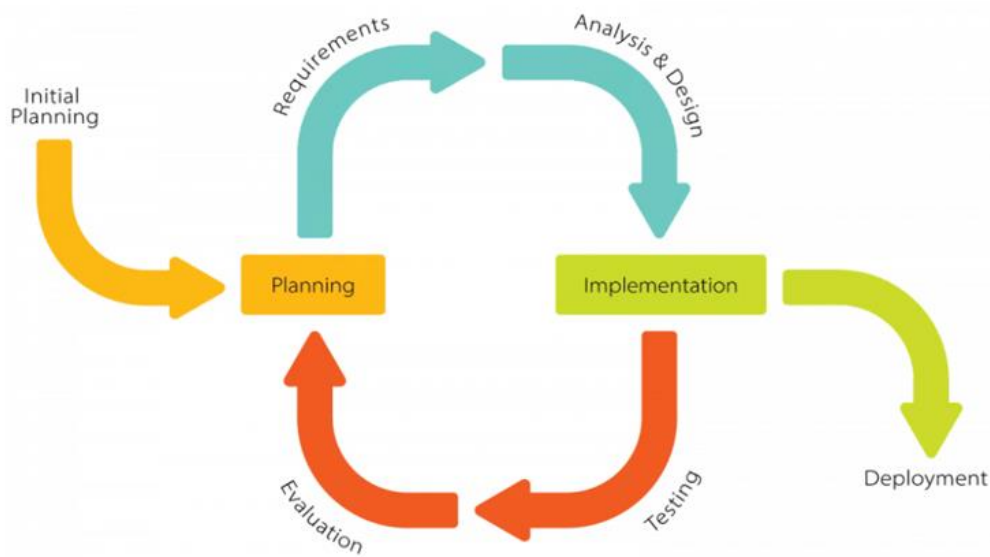 Initial
Planning
Requirements
Analysis & Design
Planning
Implementation
Evaluation
Testing
Deployment